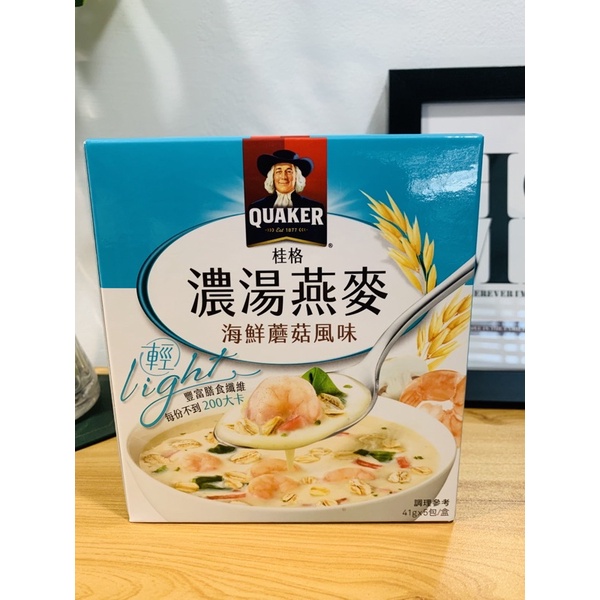 QUAKER
Est 1877
®
桂格
濃湯燕麥
海鮮蘑菇風味
輕
light
豐富膳食纖維
每份不到200大卡
調理參考
41g×5包/盒